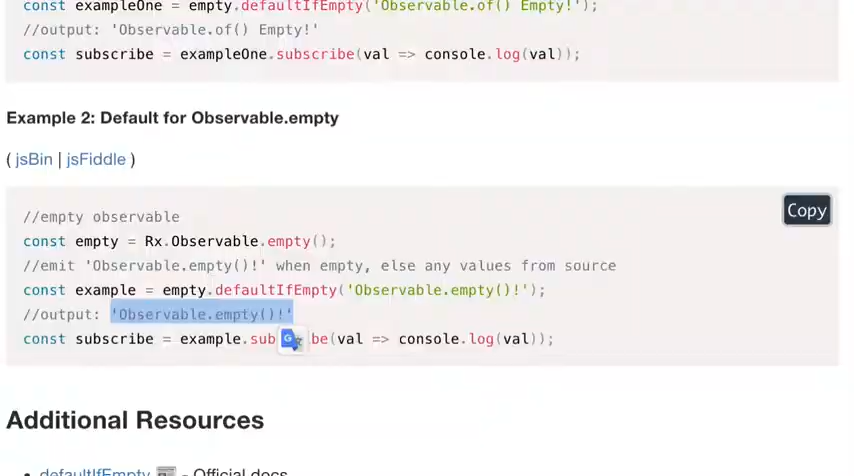 const exampleOne = empty.defaultIfEmpty('Observable.of() Empty!');
//output: 'Observable.of() Empty!'
const subscribe = exampleOne.subscribe(val => console.log(val));
Example 2: Default for Observable.empty
( jsBin | jsFiddle )
Copy
//empty observable
const empty = Rx.Observable.empty();
//emit 'Observable.empty()!' when empty, else any values from source
const example = empty.defaultIfEmpty('Observable.empty()!');
//output: 'Observable.empty()!'
const subscribe = example.sub be(val => console.log(val));
Additional Resources
• defaultIfEmpty - Official docs